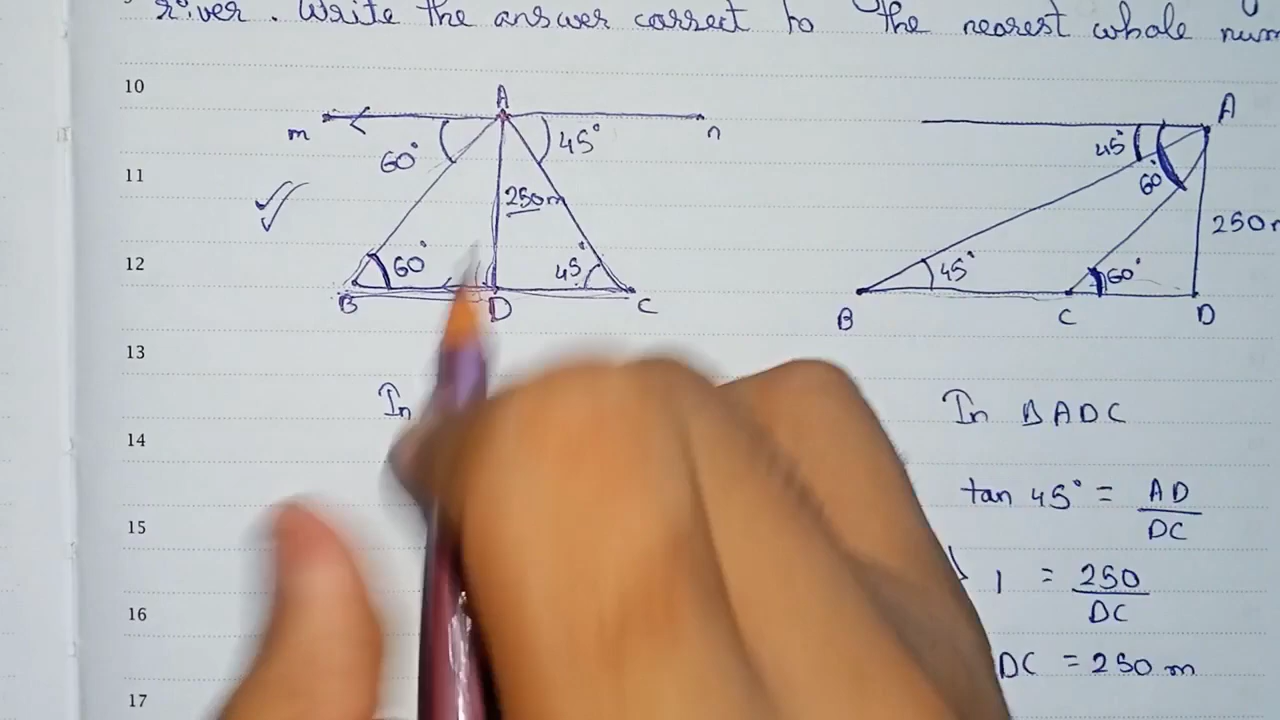 river. Write the answer correct to the nearest whole
10
A
A
m
n
60°
45°
45°
60°
11
250m
250
12
60°
45°
45°
60°
B
D
C
B
C
D
13
In
In ΔADC
14
tan 45° = AD
DC
15
1 = 250
DC
16
DC = 250 m
17